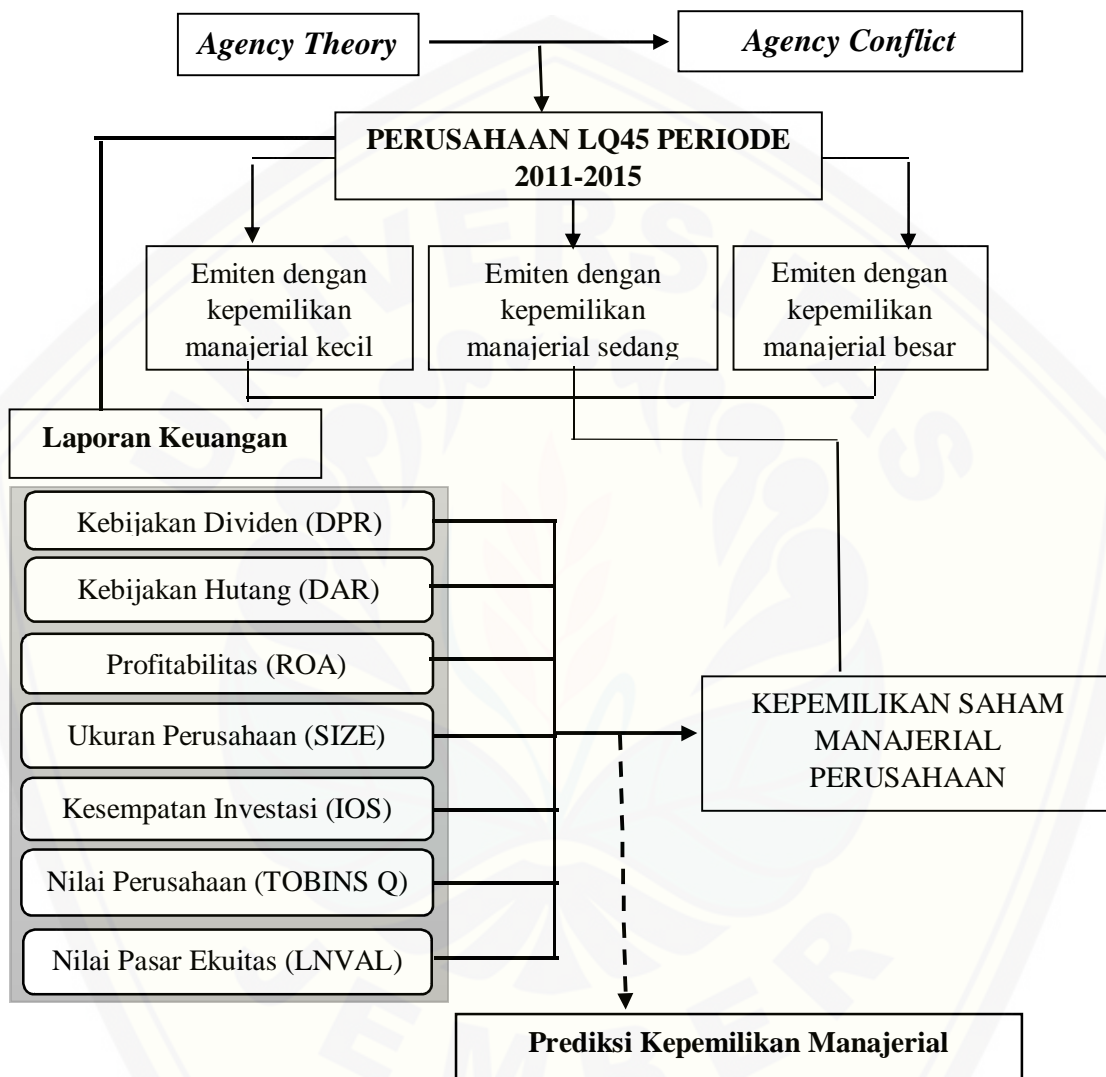 Agency Theory
Agency Conflict
PERUSAHAAN LQ45 PERIODE
2011-2015
Emiten dengan
kepemilikan
manajerial kecil
Emiten dengan
kepemilikan
manajerial sedang
Emiten dengan
kepemilikan
manajerial besar
Laporan Keuangan
Kebijakan Dividen (DPR)
Kebijakan Hutang (DAR)
Profitabilitas (ROA)
Ukuran Perusahaan (SIZE)
Kesempatan Investasi (IOS)
Nilai Perusahaan (TOBINS Q)
Nilai Pasar Ekuitas (LNVAL)
KEPEMILIKAN SAHAM
MANAJERIAL
PERUSAHAAN
Prediksi Kepemilikan Manajerial
UNIVERSITAS
JEMBER